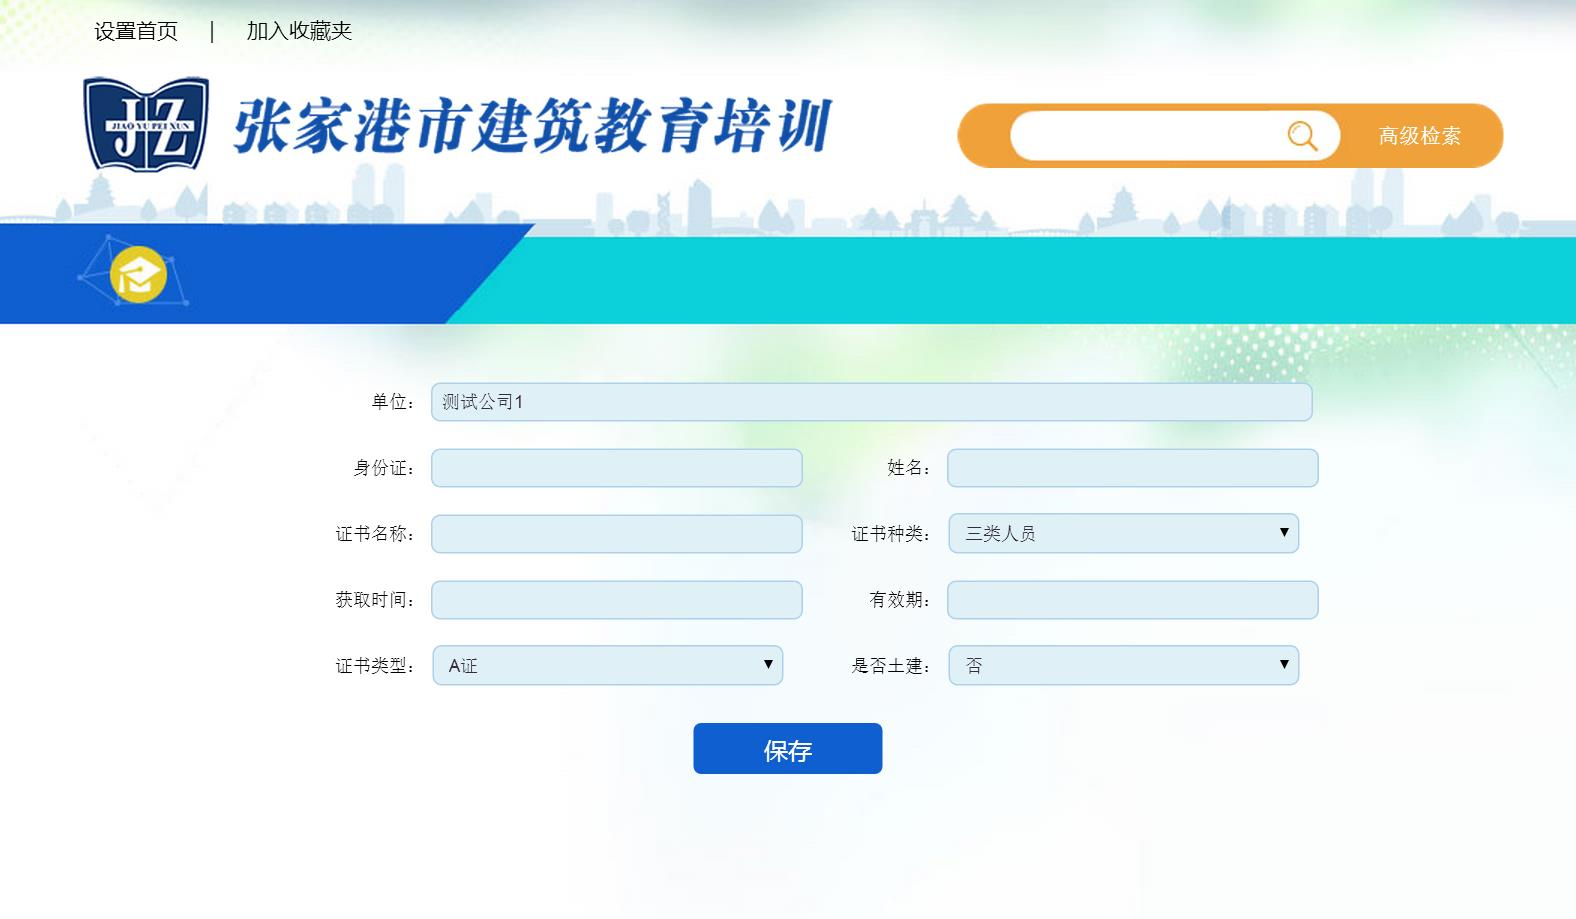 设置首页 | 加入收藏夹
JZ
JIAO YU PEI XUN
张家港市建筑教育培训
高级检索
单位： 测试公司1
身份证： 姓名：
证书名称： 证书种类： 三类人员
获取时间： 有效期：
证书类型： A证 是否土建： 否
保存